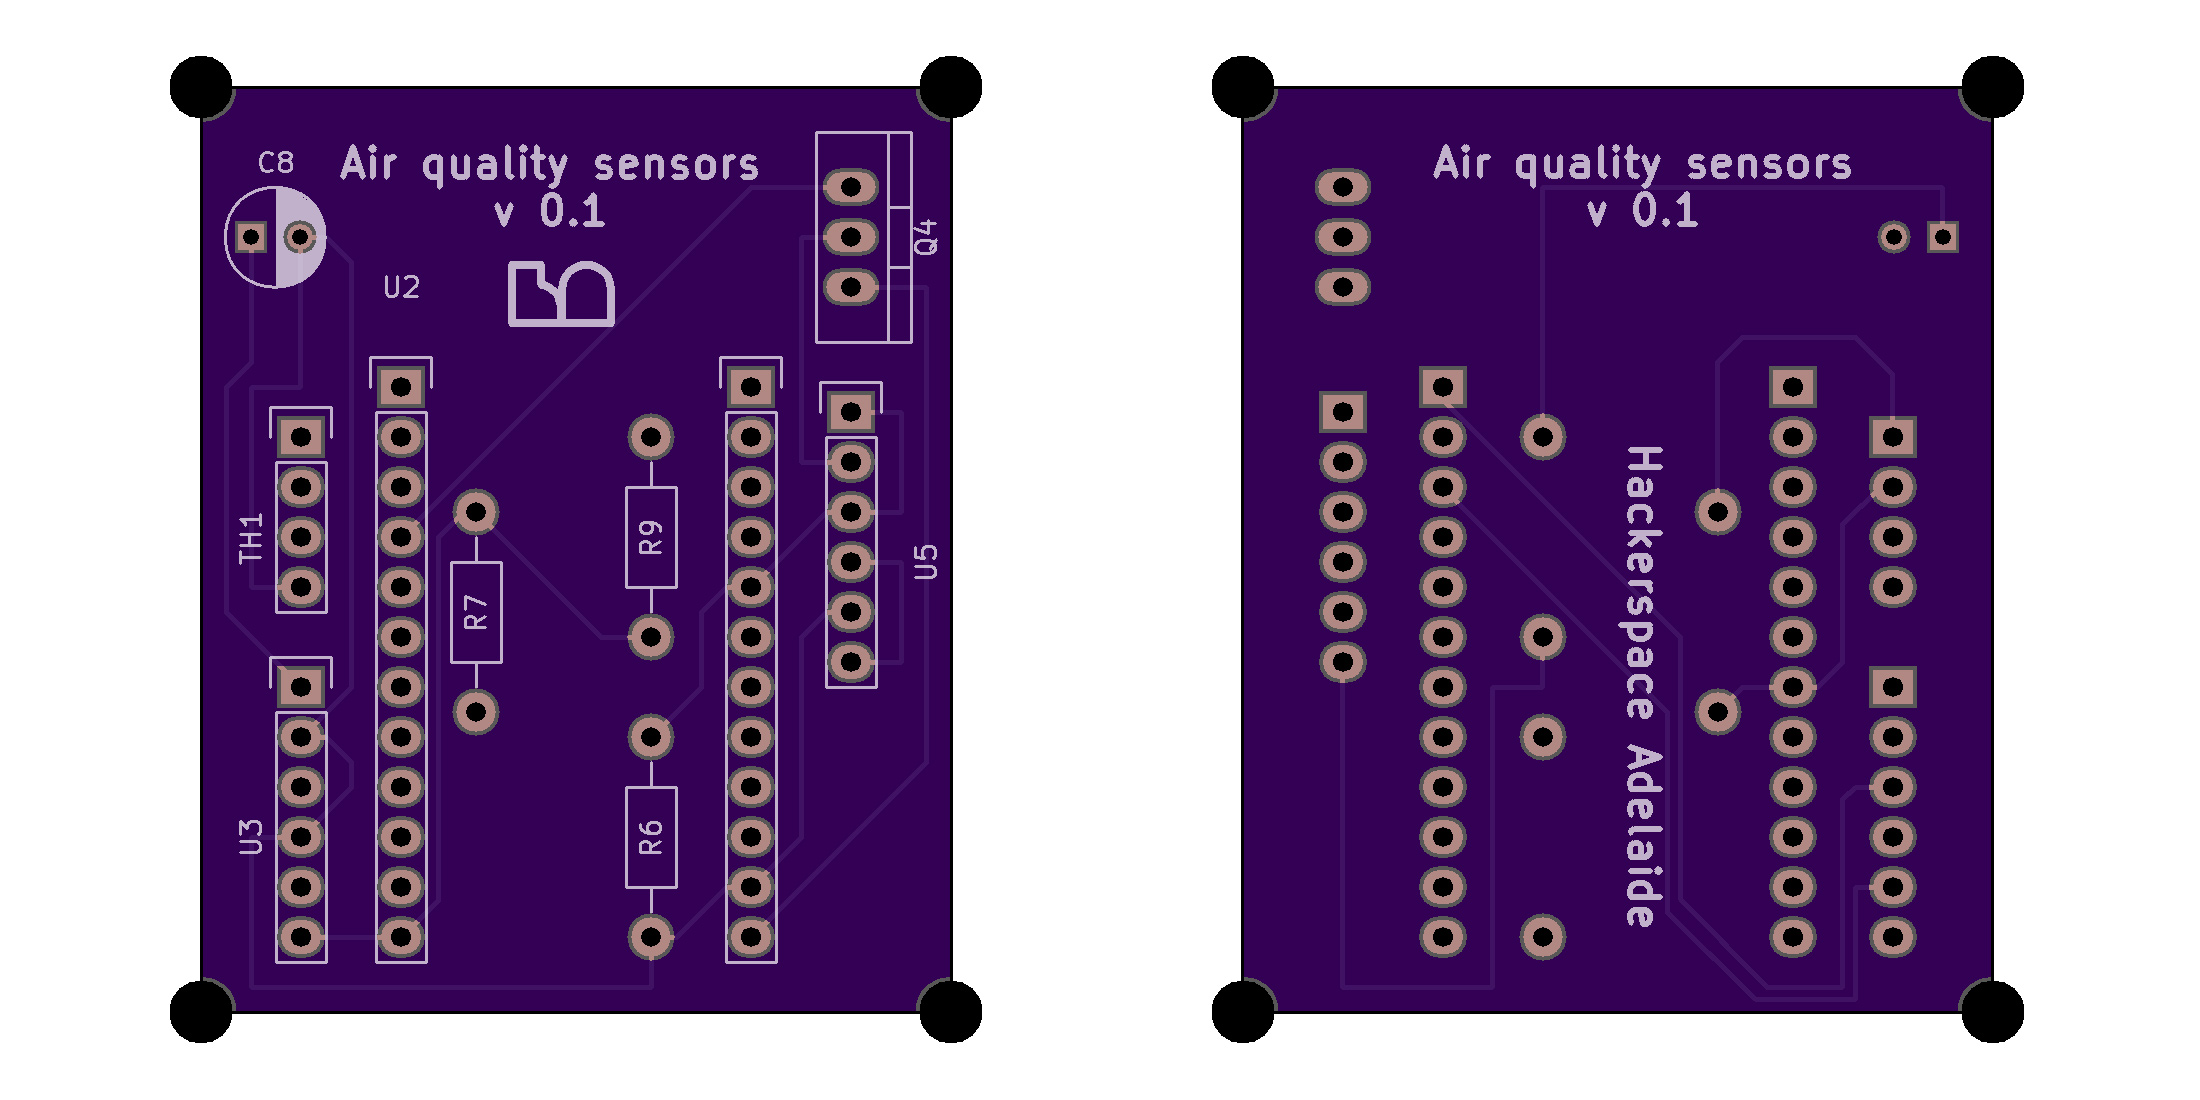 C8
Air quality sensors
v 0.1
Q4
U2
TH1
R7
R9
U5
U3
R6
Air quality sensors
v 0.1
Hackerspace Adelaide